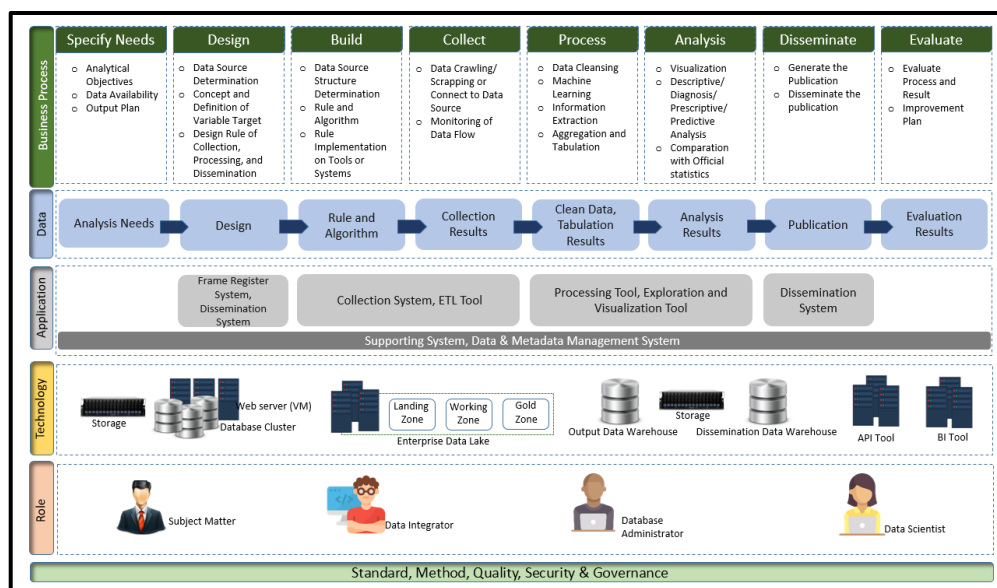 Business Process
Specify Needs
o Analytical
Objectives
o Data Availability
o Output Plan
Design
o Data Source
Determination
o Concept and
Definition of
Variable Target
o Design Rule of
Collection,
Processing, and
Dissemination
Build
o Data Source
Structure
Determination
o Rule and
Algorithm
o Rule
Implementation
on Tools or
Systems
Collect
o Data Crawling/
Scrapping or
Connect to Data
Source
o Monitoring of
Data Flow
Process
o Data Cleansing
o Machine
Learning
o Information
Extraction
o Aggregation and
Tabulation
Analysis
o Visualization
o Descriptive/
Diagnosis/
Prescriptive/
Predictive
Analysis
o Comparation
with Official
statistics
Disseminate
o Generate the
Publication
o Disseminate the
publication
Evaluate
o Evaluate
Process and
Result
o Improvement
Plan
Data
Analysis Needs
Design
Rule and
Algorithm
Collection
Results
Clean Data,
Tabulation
Results
Analysis
Results
Publication
Evaluation
Results
Application
Frame Register
System,
Dissemination
System
Collection System, ETL Tool
Processing Tool, Exploration and
Visualization Tool
Dissemination
System
Supporting System, Data & Metadata Management System
Technology
Storage
Web server (VM)
Database Cluster
Landing
Zone
Working
Zone
Gold
Zone
Enterprise Data Lake
Output Data Warehouse
Storage
Dissemination Data Warehouse
API Tool
BI Tool
Role
Subject Matter
Data Integrator
Database
Administrator
Data Scientist
Standard, Method, Quality, Security & Governance